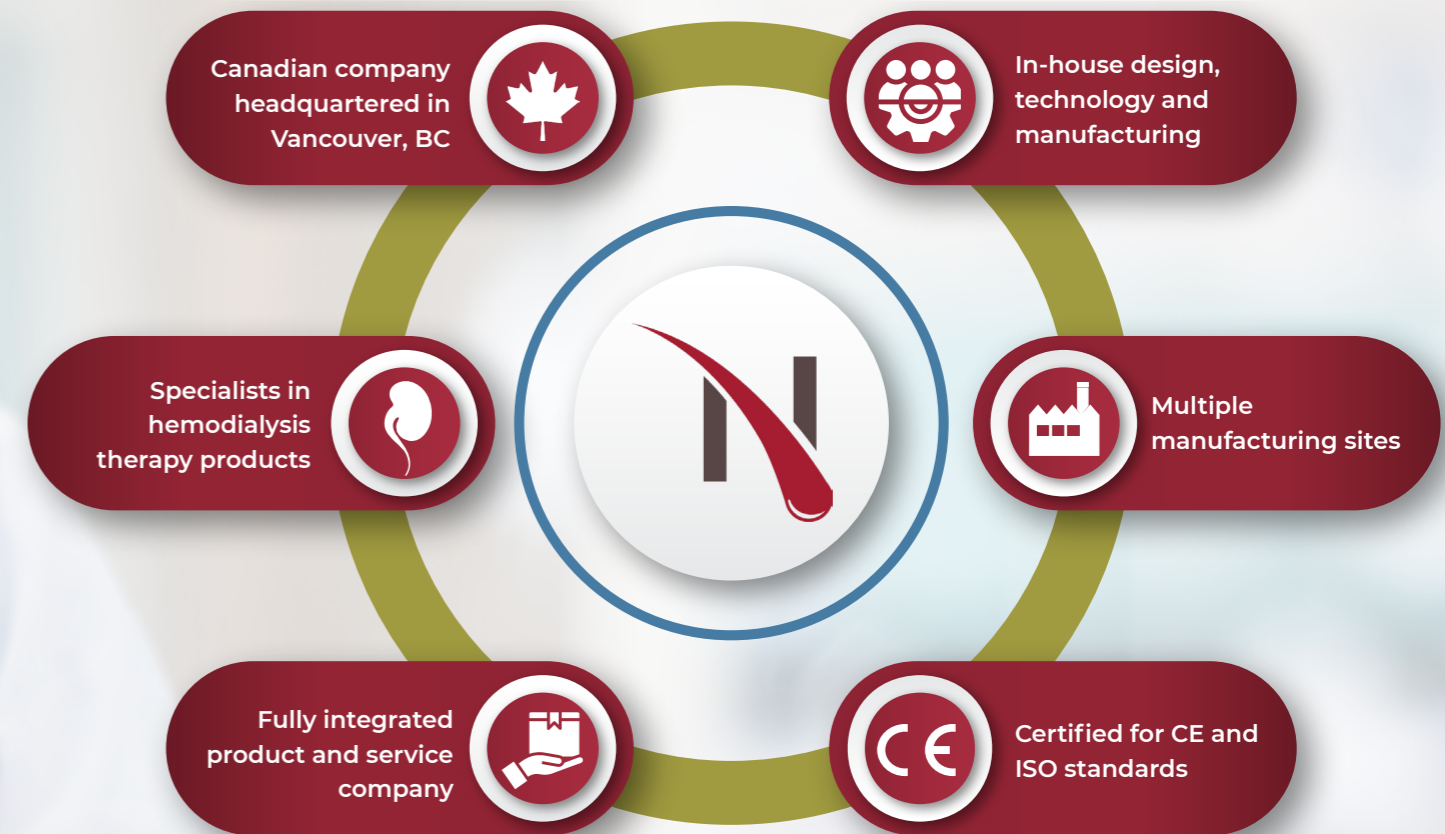 Canadian company
headquartered in
Vancouver, BC
In-house design,
technology and
manufacturing
Specialists in
hemodialysis
therapy products
N
Multiple
manufacturing sites
Fully integrated
product and service
company
CE
Certified for CE and
ISO standards